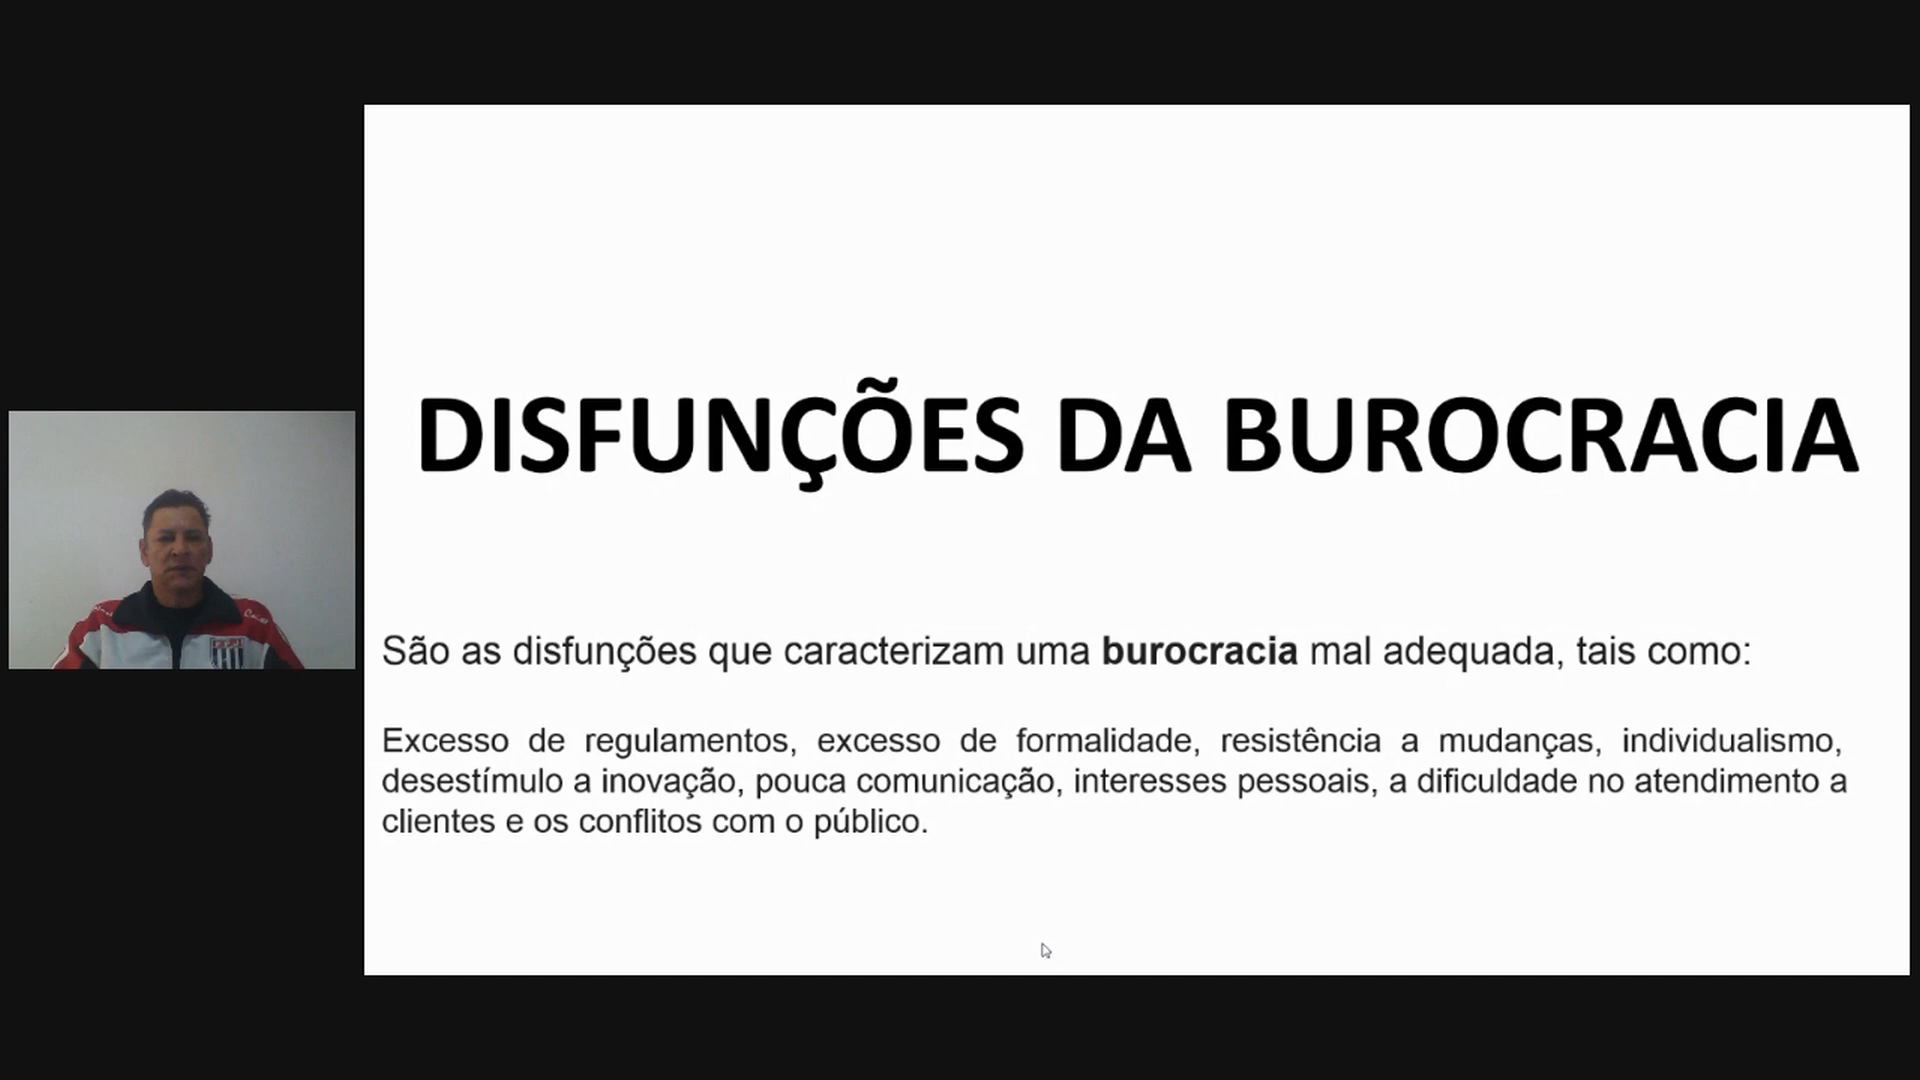 DISFUNÇÕES DA BUROCRACIA
São as disfunções que caracterizam uma burocracia mal adequada, tais como:
Excesso de regulamentos, excesso de formalidade, resistência a mudanças, individualismo,
desestímulo a inovação, pouca comunicação, interesses pessoais, a dificuldade no atendimento a
clientes e os conflitos com o público.